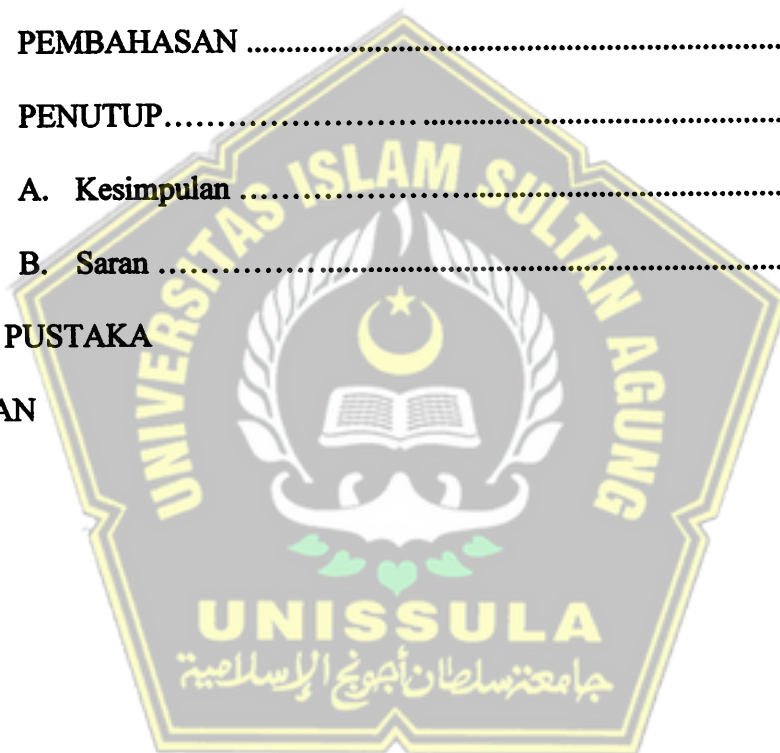 PEMBAHASAN ..........................................................................
PENUTUP..........................................................................
A. Kesimpulan ..........................................................................
B. Saran ..........................................................................
PUSTAKA
AN
UNIVERSITAS ISLAM SULTAN AGUNG
UNISSULA
جامعة سلطان أجونج الإسلامية